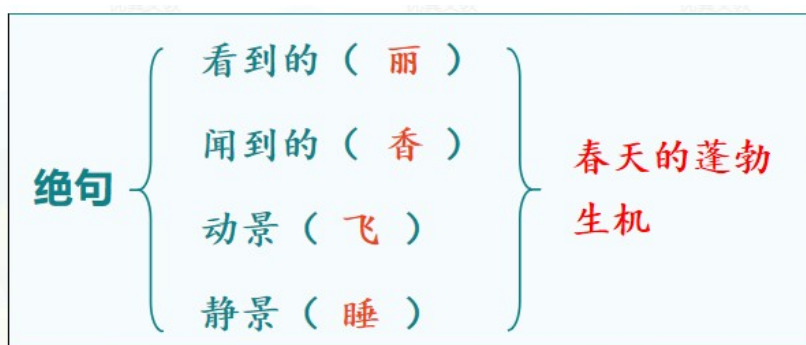 看到的（丽）
闻到的（香）
绝句
动景（飞）
静景（睡）
春天的蓬勃
生机